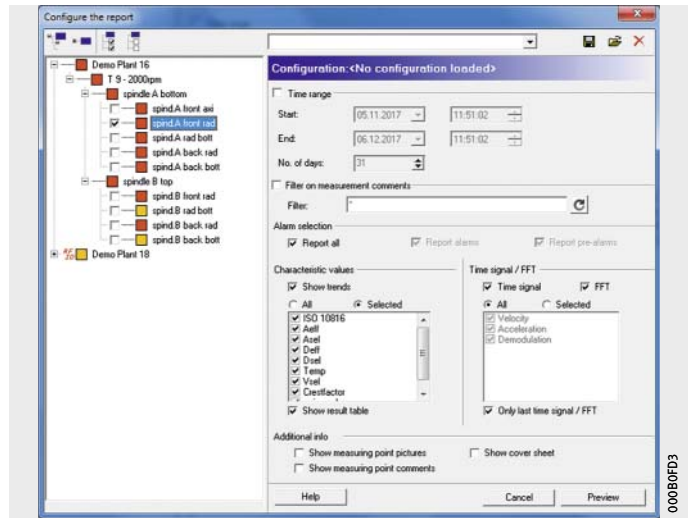 Configure the report
Demo Plant 16
T 9 - 2000rpm
spindle A bottom
spind.A front axi
spind.A front rad
spind.A rad bott
spind.A back rad
spind.A back bott
spindle B top
spind.B front rad
spind.B rad bott
spind.B back rad
spind.B back bott
Demo Plant 18
Configuration:<No configuration loaded>
Time range
Start: 05.11.2017 11:51:02
End: 06.12.2017 11:51:02
No. of days: 31
Filter on measurement comments
Filter: *
Alarm selection
Report all Report alarms Report pre-alarms
Characteristic values
Show trends
All Selected
ISO 10816
Aeff
Asel
Deff
Dsel
Temp
Vsel
Crestfactor
Show result table
Time signal / FFT
Time signal FFT
All Selected
Velocity
Acceleration
Demodulation
Only last time signal / FFT
Additional info
Show measuring point pictures Show cover sheet
Show measuring point comments
Help Cancel Preview
000B0FD3